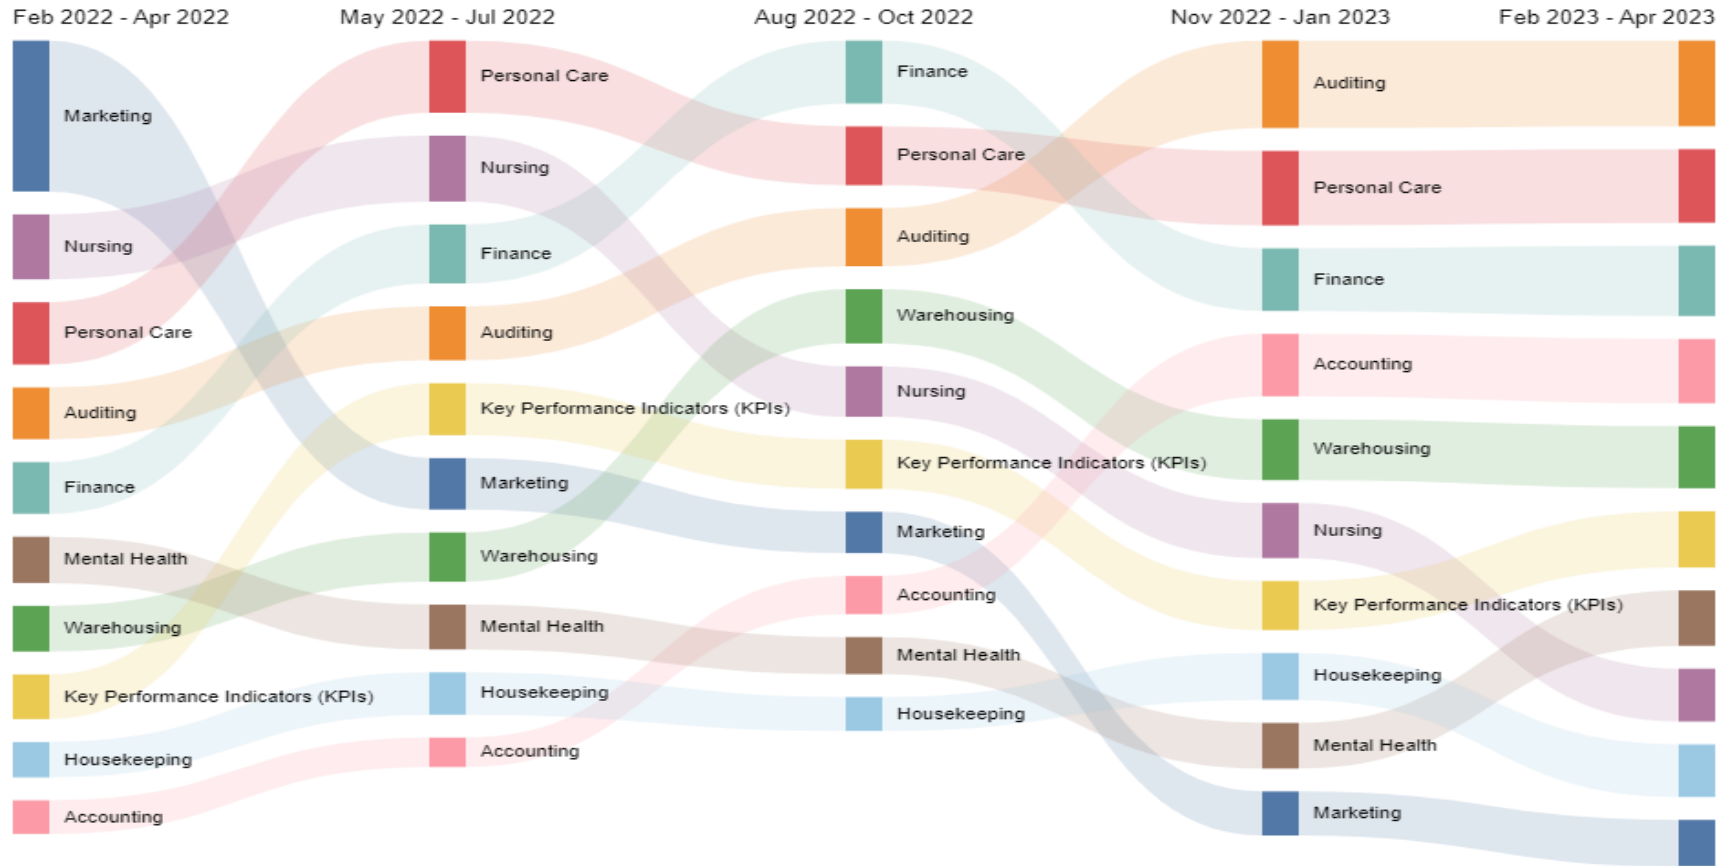 Feb 2022 - Apr 2022
May 2022 - Jul 2022
Aug 2022 - Oct 2022
Nov 2022 - Jan 2023
Feb 2023 - Apr 2023
Marketing
Nursing
Personal Care
Auditing
Finance
Mental Health
Warehousing
Key Performance Indicators (KPIs)
Housekeeping
Accounting
Personal Care
Nursing
Finance
Auditing
Key Performance Indicators (KPIs)
Marketing
Warehousing
Mental Health
Housekeeping
Accounting
Finance
Personal Care
Auditing
Warehousing
Nursing
Key Performance Indicators (KPIs)
Marketing
Accounting
Mental Health
Housekeeping
Auditing
Personal Care
Finance
Accounting
Warehousing
Nursing
Key Performance Indicators (KPIs)
Housekeeping
Mental Health
Marketing